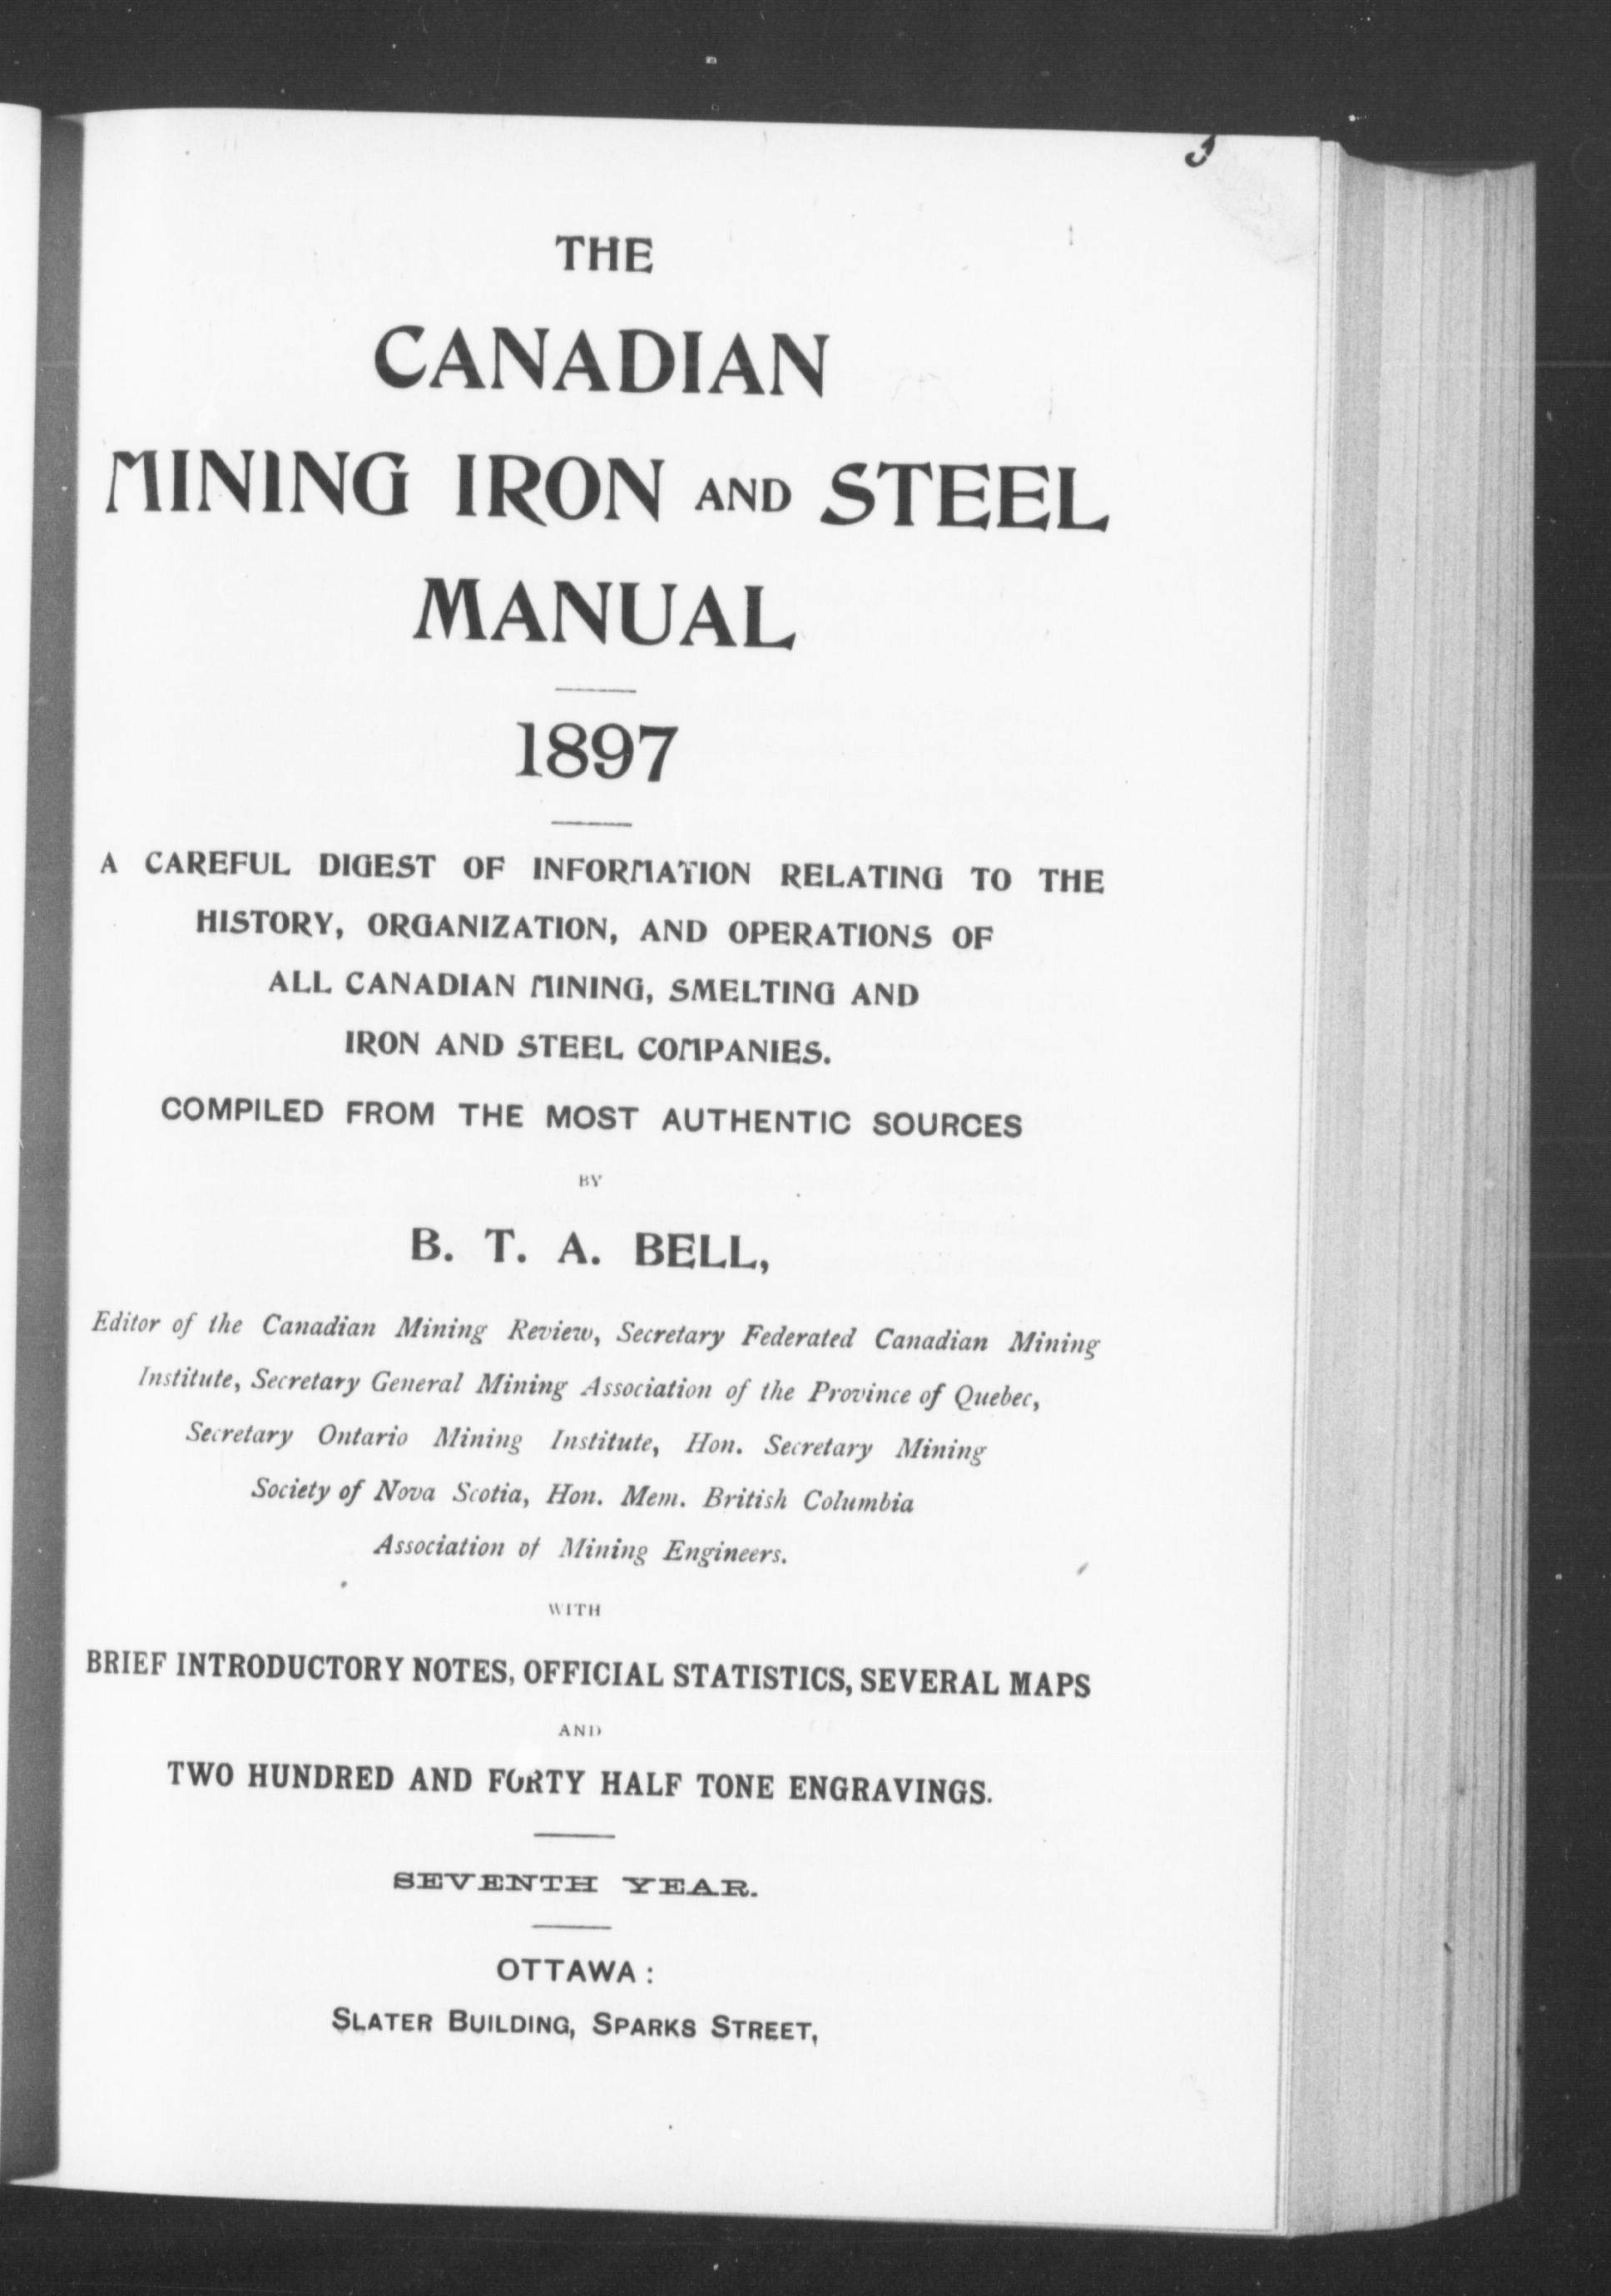 THE
CANADIAN
MINING IRON AND STEEL
MANUAL
1897
A CAREFUL DIGEST OF INFORMATION RELATING TO THE
HISTORY, ORGANIZATION, AND OPERATIONS OF
ALL CANADIAN MINING, SMELTING AND
IRON AND STEEL COMPANIES.
COMPILED FROM THE MOST AUTHENTIC SOURCES
BY
B. T. A. BELL,
Editor of the Canadian Mining Review, Secretary Federated Canadian Mining
Institute, Secretary General Mining Association of the Province of Quebec,
Secretary Ontario Mining Institute, Hon. Secretary Mining
Society of Nova Scotia, Hon. Mem. British Columbia
Association of Mining Engineers.
WITH
BRIEF INTRODUCTORY NOTES, OFFICIAL STATISTICS, SEVERAL MAPS
AND
TWO HUNDRED AND FORTY HALF TONE ENGRAVINGS.
SEVENTH YEAR.
OTTAWA:
SLATER BUILDING, SPARKS STREET,